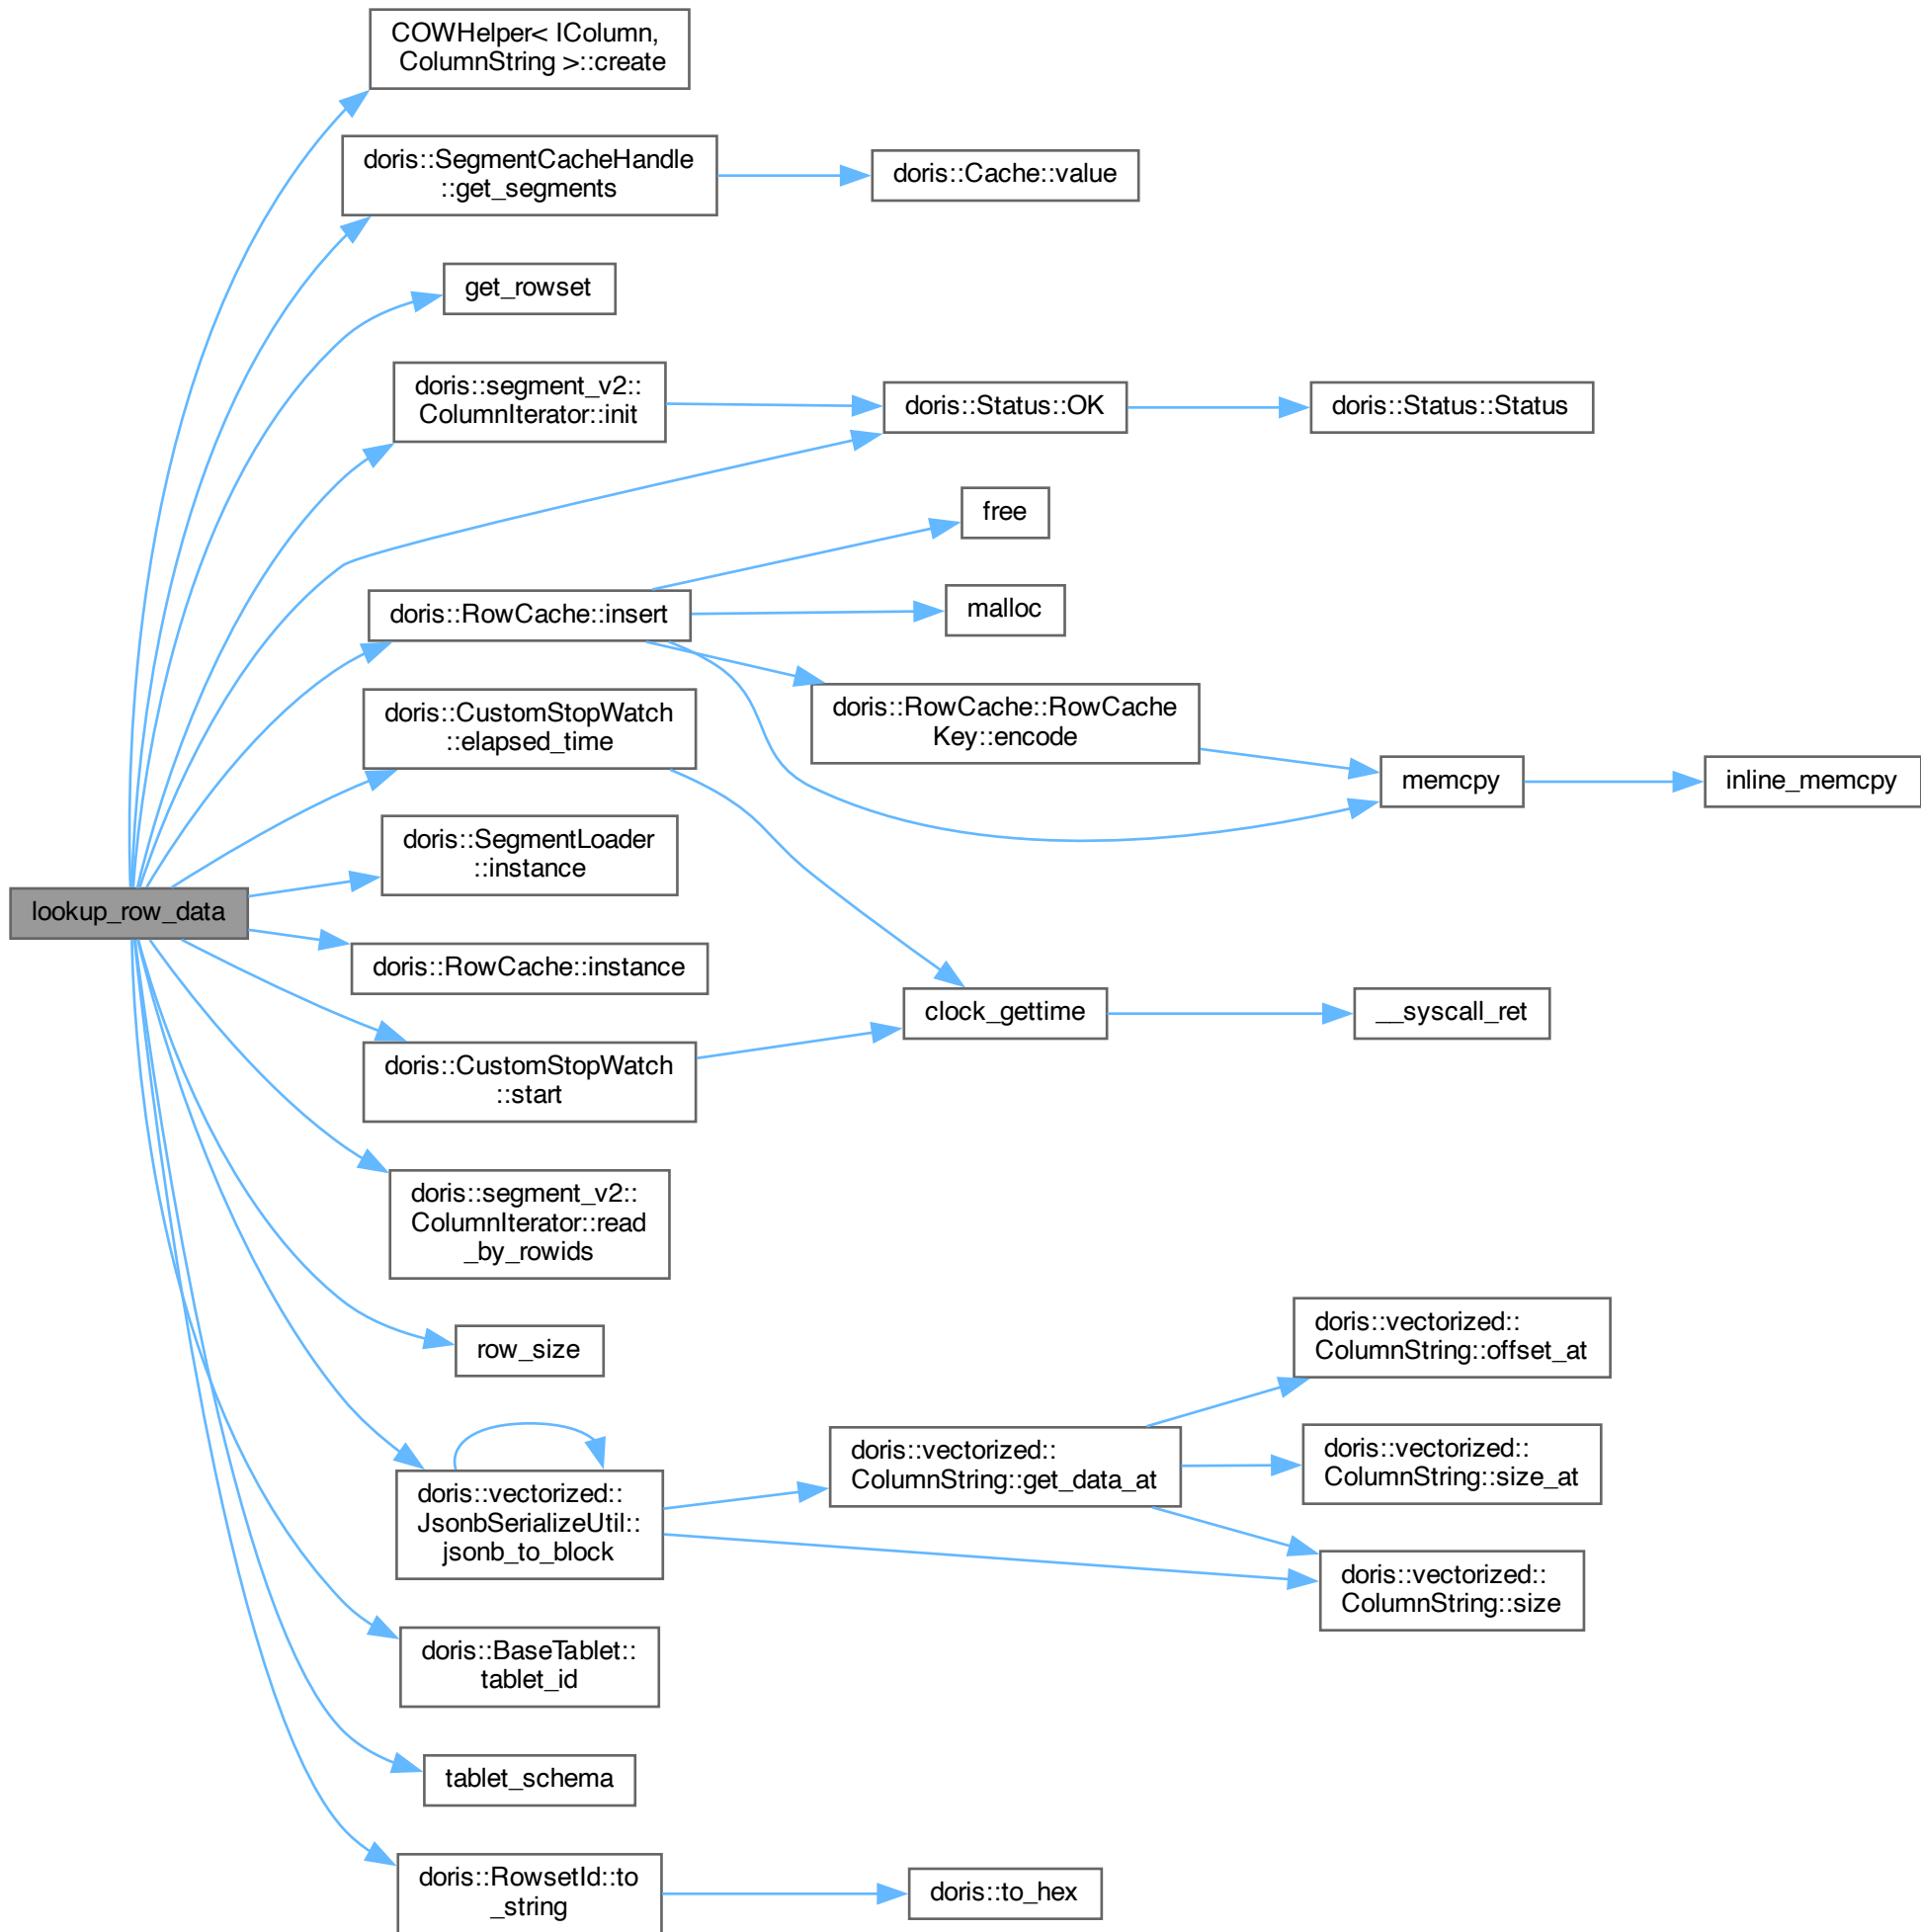 COWHelper< IColumn,
ColumnString >::create
doris::SegmentCacheHandle
::get_segments
doris::Cache::value
get_rowset
doris::segment_v2::
ColumnIterator::init
doris::Status::OK
doris::Status::Status
free
malloc
doris::RowCache::insert
doris::RowCache::RowCache
Key::encode
doris::CustomStopWatch
::elapsed_time
memcpy
inline_memcpy
doris::SegmentLoader
::instance
lookup_row_data
doris::RowCache::instance
clock_gettime
__syscall_ret
doris::CustomStopWatch
::start
doris::segment_v2::
ColumnIterator::read
_by_rowids
row_size
doris::vectorized::
ColumnString::offset_at
doris::vectorized::
ColumnString::get_data_at
doris::vectorized::
ColumnString::size_at
doris::vectorized::
JsonbSerializeUtil::
jsonb_to_block
doris::vectorized::
ColumnString::size
doris::BaseTablet::
tablet_id
tablet_schema
doris::RowsetId::to
_string
doris::to_hex